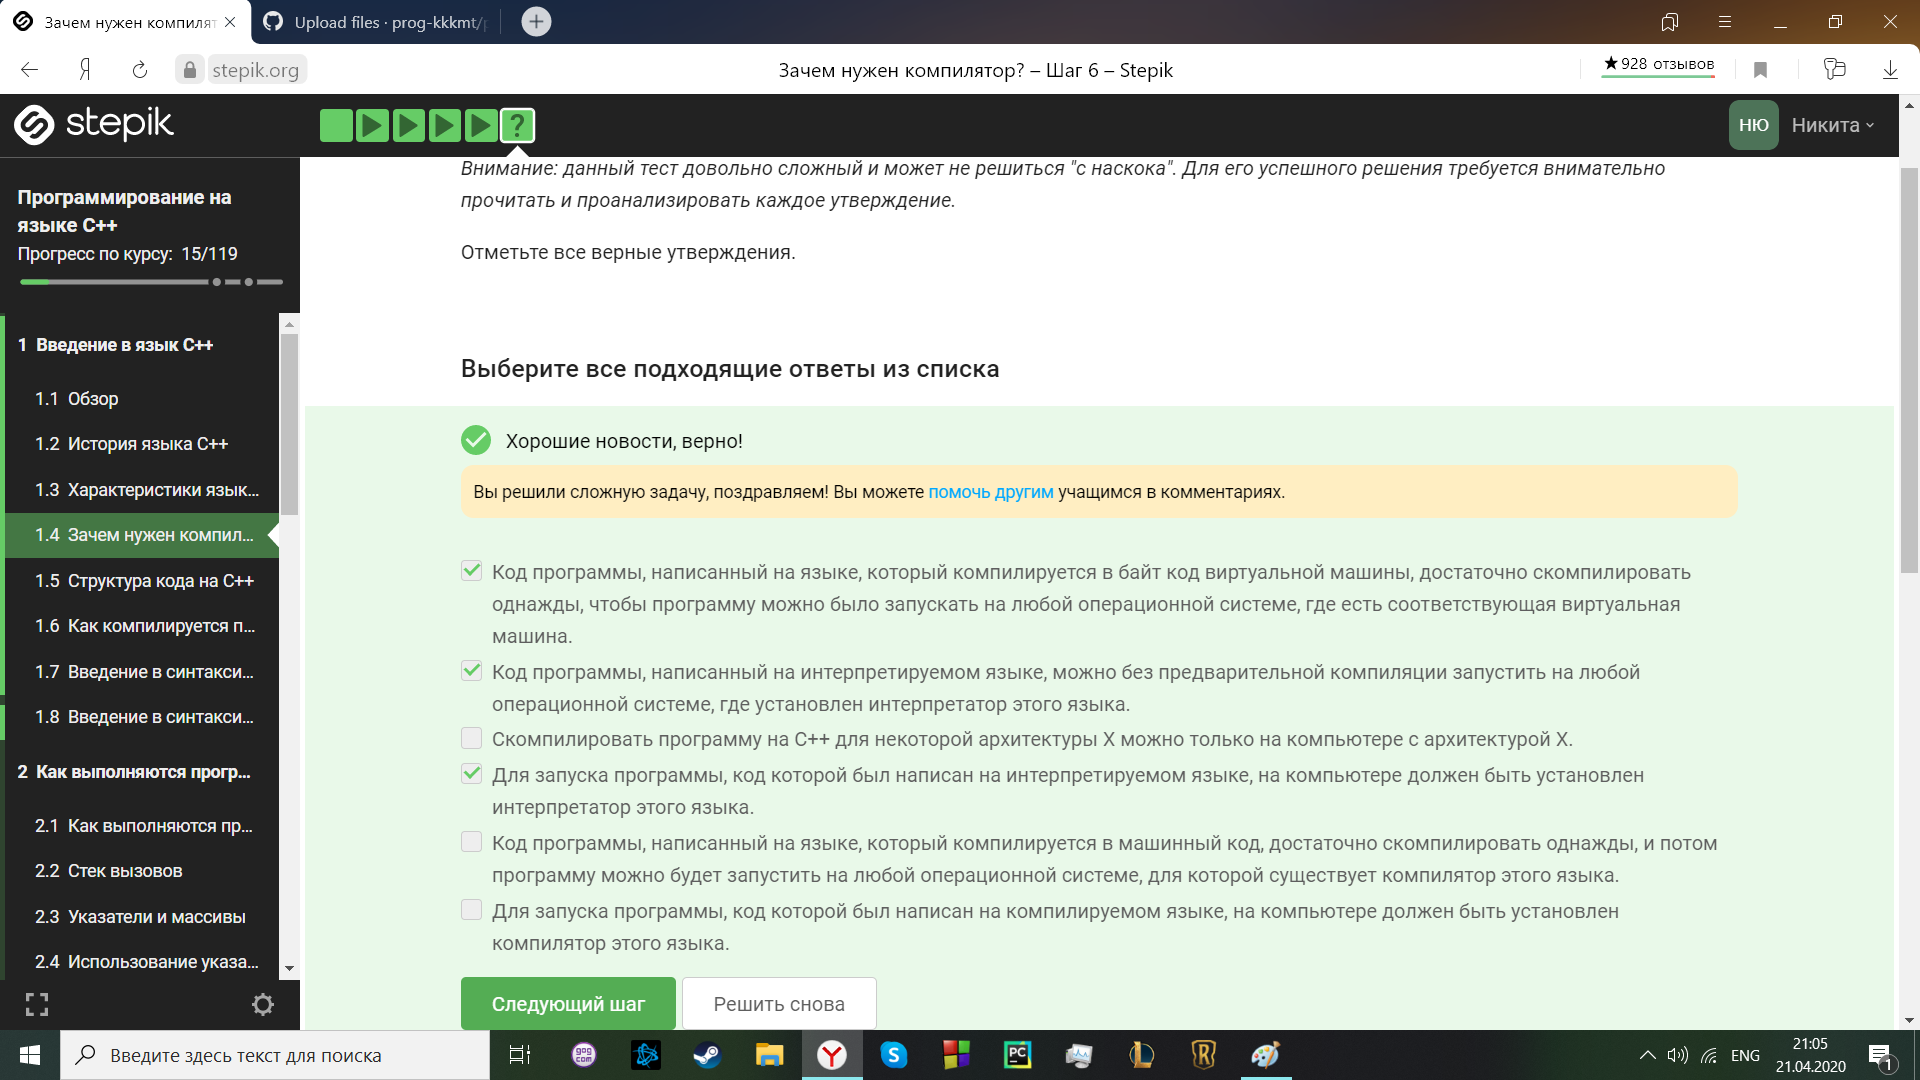 Зачем нужен компилят
Upload files · prog-kkkmt/
stepik.org
Зачем нужен компилятор? – Шаг 6 – Stepik
★928 отзывов
stepik
?
НЮ
Никита
Программирование на
языке C++
Прогресс по курсу: 15/119
1 Введение в язык C++
1.1 Обзор
1.2 История языка C++
1.3 Характеристики язык...
1.4 Зачем нужен компил...
1.5 Структура кода на C++
1.6 Как компилируется п...
1.7 Введение в синтакси...
1.8 Введение в синтакси...
2 Как выполняются прогр...
2.1 Как выполняются пр...
2.2 Стек вызовов
2.3 Указатели и массивы
2.4 Использование указа...
Внимание: данный тест довольно сложный и может не решиться "с наскока". Для его успешного решения требуется внимательно
прочитать и проанализировать каждое утверждение.
Отметьте все верные утверждения.
Выберите все подходящие ответы из списка
Хорошие новости, верно!
Вы решили сложную задачу, поздравляем! Вы можете помочь другим учащимся в комментариях.
Код программы, написанный на языке, который компилируется в байт код виртуальной машины, достаточно скомпилировать
однажды, чтобы программу можно было запускать на любой операционной системе, где есть соответствующая виртуальная
машина.
Код программы, написанный на интерпретируемом языке, можно без предварительной компиляции запустить на любой
операционной системе, где установлен интерпретатор этого языка.
Скомпилировать программу на C++ для некоторой архитектуры X можно только на компьютере с архитектурой X.
Для запуска программы, код которой был написан на интерпретируемом языке, на компьютере должен быть установлен
интерпретатор этого языка.
Код программы, написанный на языке, который компилируется в машинный код, достаточно скомпилировать однажды, и потом
программу можно будет запустить на любой операционной системе, для которой существует компилятор этого языка.
Для запуска программы, код которой был написан на компилируемом языке, на компьютере должен быть установлен
компилятор этого языка.
Следующий шаг
Решить снова
Введите здесь текст для поиска
gog
com
PC
ENG
21:05
21.04.2020
1